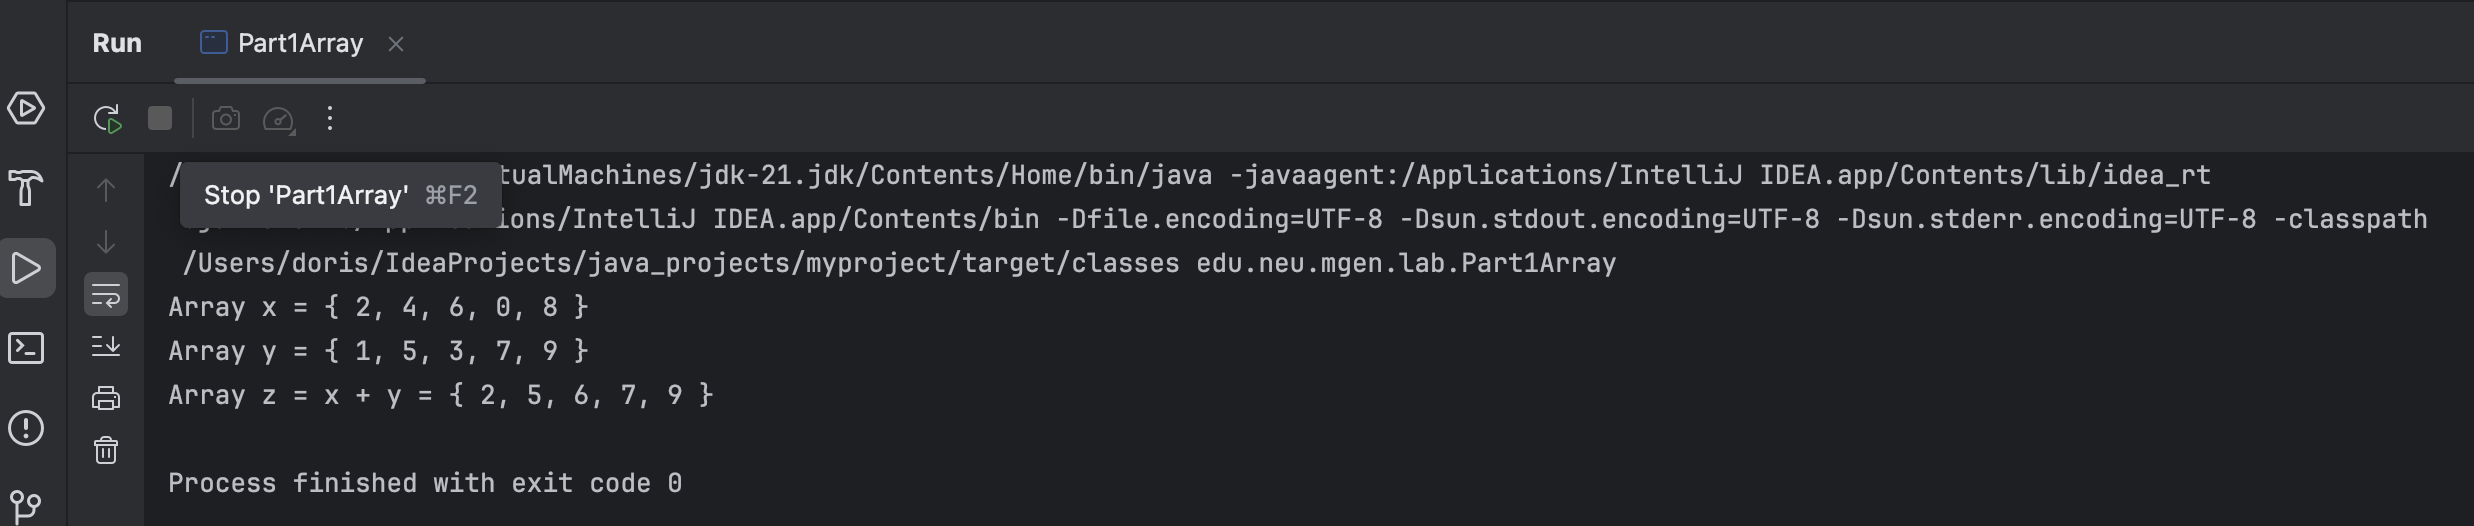 Run Part1Array
Stop 'Part1Array' ⌘F2
/ tualMachines/jdk-21.jdk/Contents/Home/bin/java -javaagent:/Applications/IntelliJ IDEA.app/Contents/lib/idea_rt
ions/IntelliJ IDEA.app/Contents/bin -Dfile.encoding=UTF-8 -Dsun.stdout.encoding=UTF-8 -Dsun.stderr.encoding=UTF-8 -classpath
/Users/doris/IdeaProjects/java_projects/myproject/target/classes edu.neu.mgen.lab.Part1Array
Array x = { 2, 4, 6, 0, 8 }
Array y = { 1, 5, 3, 7, 9 }
Array z = x + y = { 2, 5, 6, 7, 9 }
Process finished with exit code 0